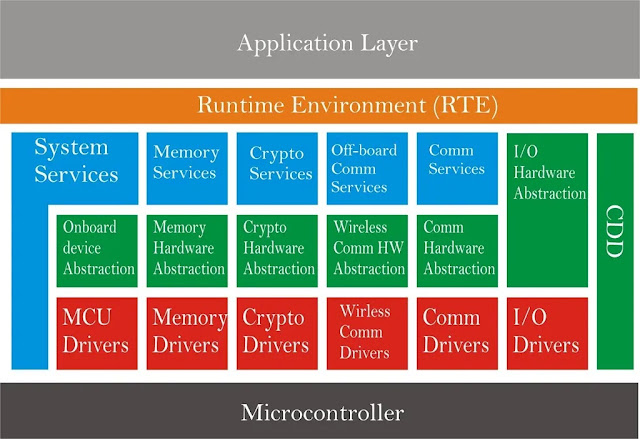 Application Layer
Runtime Environment (RTE)
System
Services
Memory
Services
Crypto
Services
Off-board
Comm
Services
Comm
Services
I/O
Hardware
Abstraction
CDD
Onboard
device
Abstraction
Memory
Hardware
Abstraction
Crypto
Hardware
Abstraction
Wireless
Comm HW
Abstraction
Comm
Hardware
Abstraction
MCU
Drivers
Memory
Drivers
Crypto
Drivers
Wirless
Comm
Drivers
Comm
Drivers
I/O
Drivers
Microcontroller